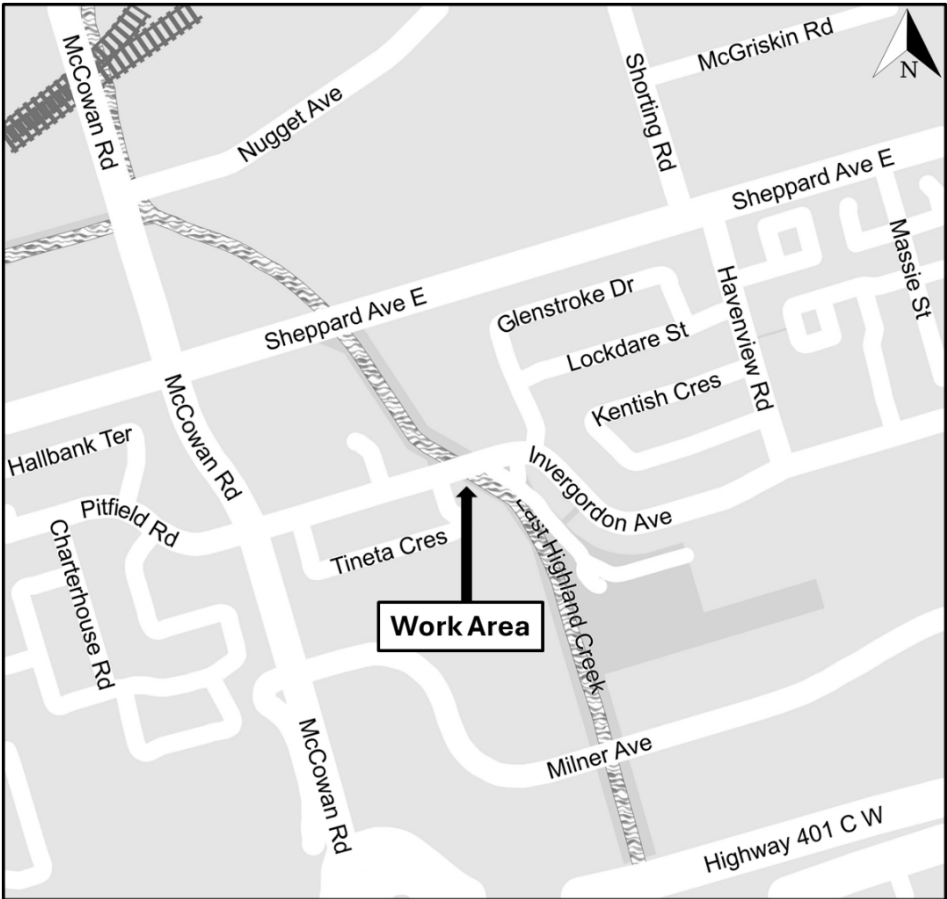 McCowan Rd
Nugget Ave
Shorting Rd
McGriskin Rd
N
Sheppard Ave E
Sheppard Ave E
Massie St
Glenstroke Dr
Havenview Rd
Lockdare St
Kentish Cres
McCowan Rd
Hallbank Ter
Pitfield Rd
Invergordon Ave
Charterhouse Rd
Tineta Cres
East Highland Creek
Work Area
McCowan Rd
Milner Ave
Highway 401 C W